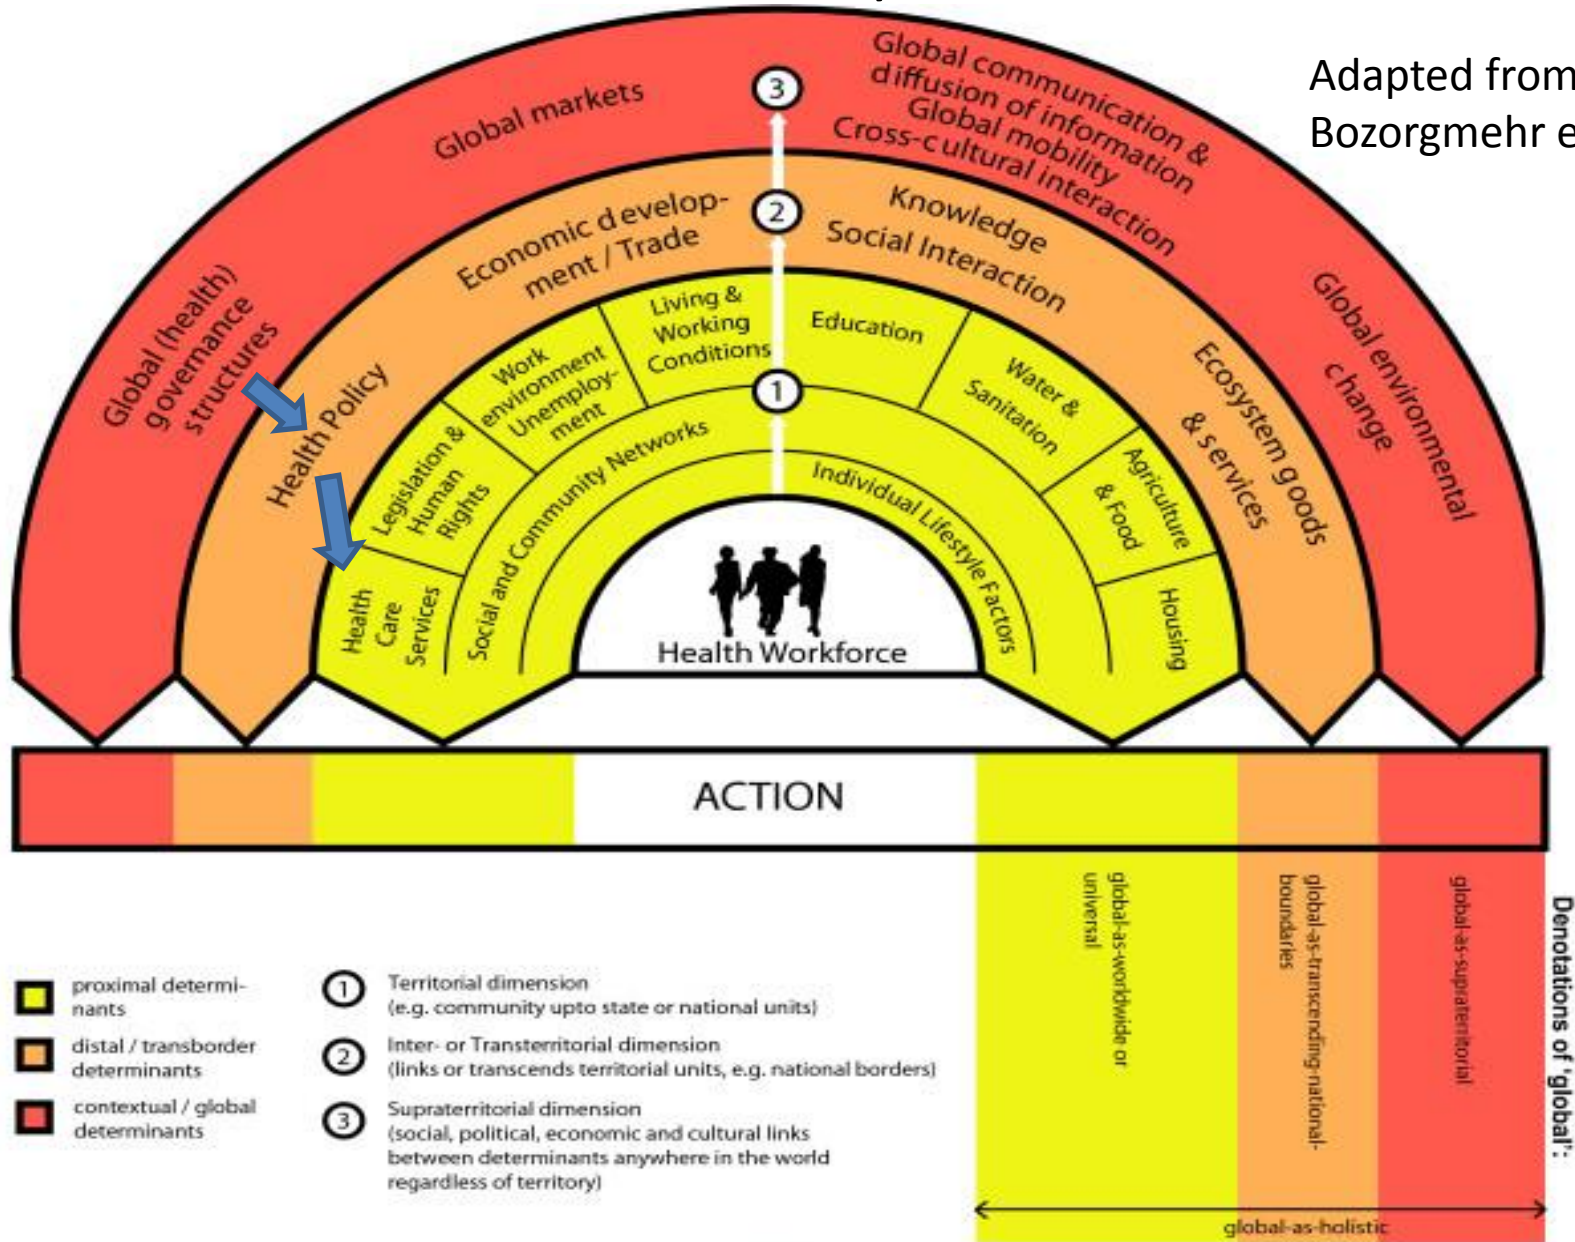 Adapted from
Bozorgmehr e
3
Global markets
Global communication &
diffusion of information
Global mobility
Cross-cultural interaction
Global (health)
governance
structures
Global environmental
change
2
Economic develop-
ment / Trade
Knowledge
Social Interaction
Health Policy
Ecosystem goods
& services
Living &
Working
Conditions
Education
Work
environment
Unemploy-
ment
Water &
Sanitation
Legislation &
Human
Rights
Agriculture
& Food
Health
Care
Services
Housing
1
Social and Community Networks
Individual Lifestyle Factors
Health Workforce
ACTION
global-as-worldwide or
universal
global-as-transcending-national-
boundaries
global-as-supraterritorial
Denotations of 'global':
global-as-holistic
proximal determi-
nants
distal / transborder
determinants
contextual / global
determinants
1
Territorial dimension
(e.g. community upto state or national units)
2
Inter- or Transterritorial dimension
(links or transcends territorial units, e.g. national borders)
3
Supraterritorial dimension
(social, political, economic and cultural links
between determinants anywhere in the world
regardless of territory)